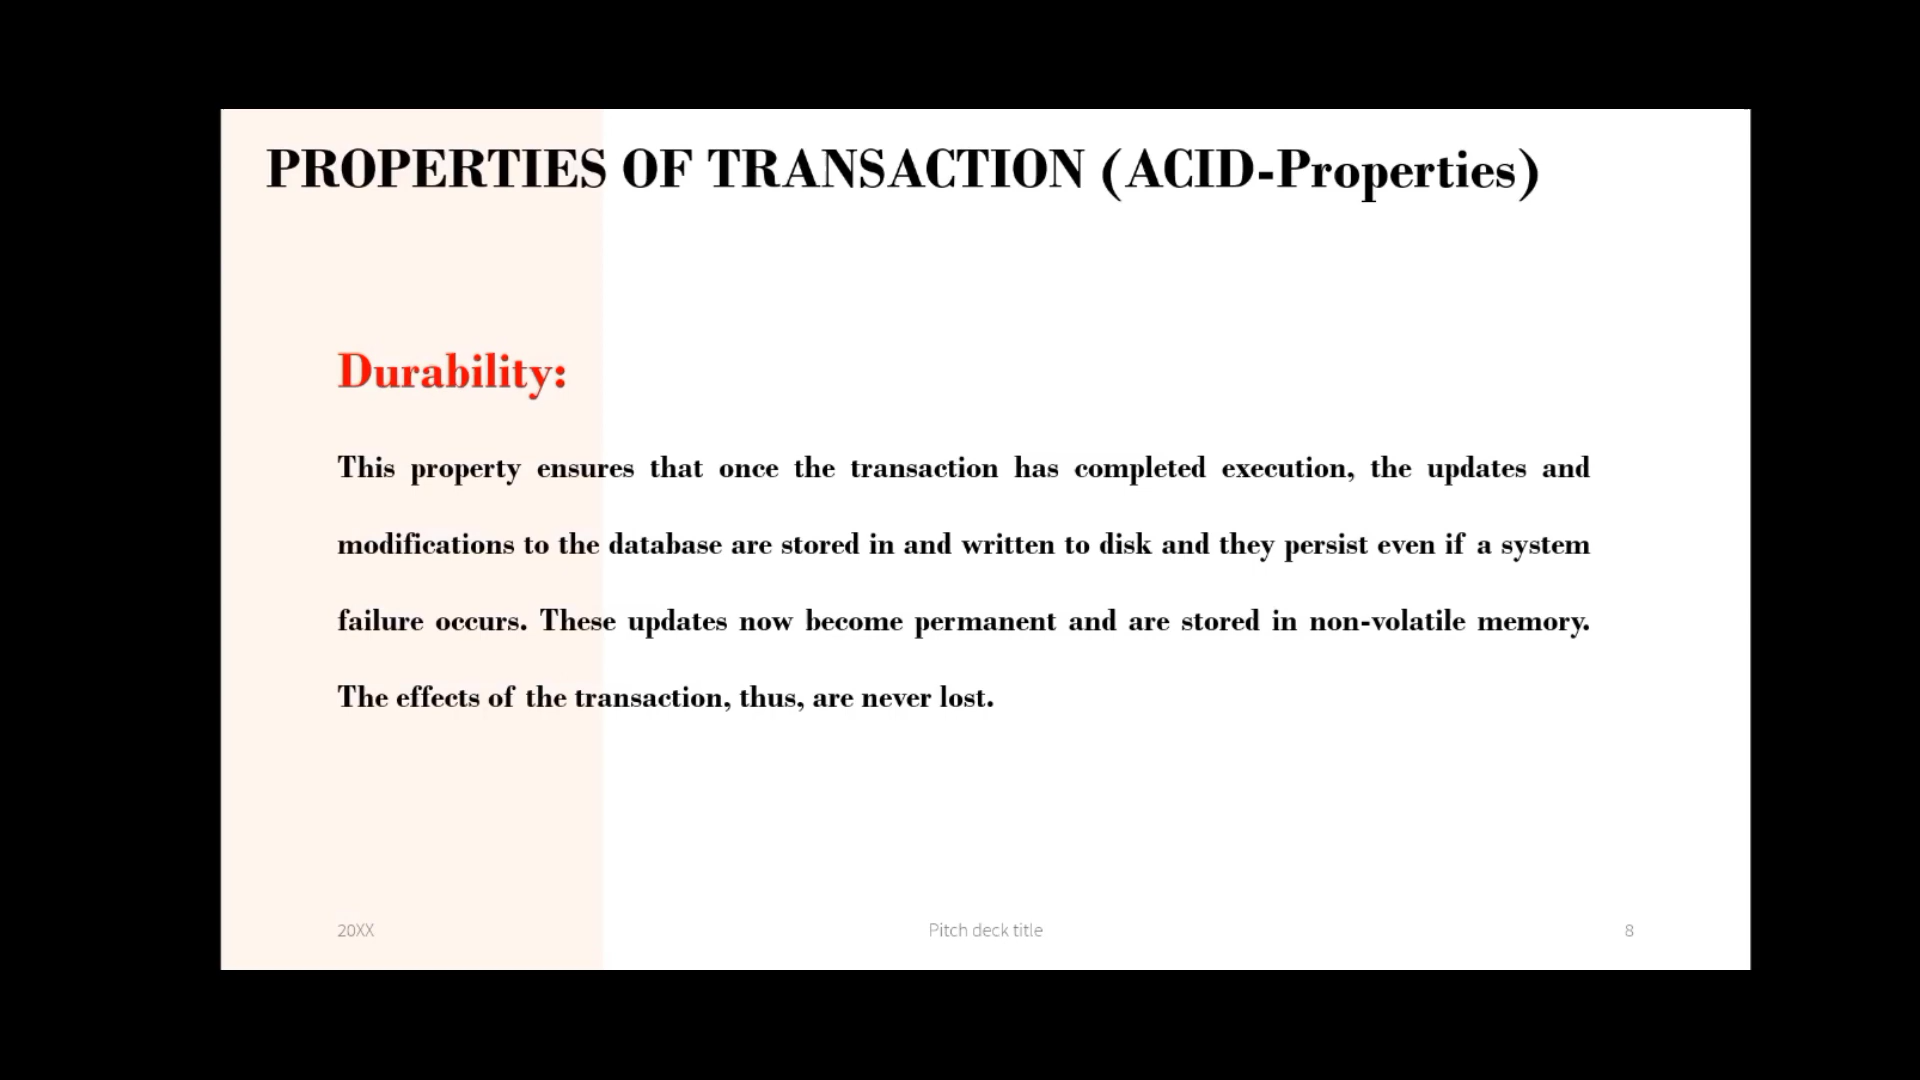 PROPERTIES OF TRANSACTION (ACID-Properties)
Durability:
This property ensures that once the transaction has completed execution, the updates and
modifications to the database are stored in and written to disk and they persist even if a system
failure occurs. These updates now become permanent and are stored in non-volatile memory.
The effects of the transaction, thus, are never lost.
20XX
Pitch deck title
8